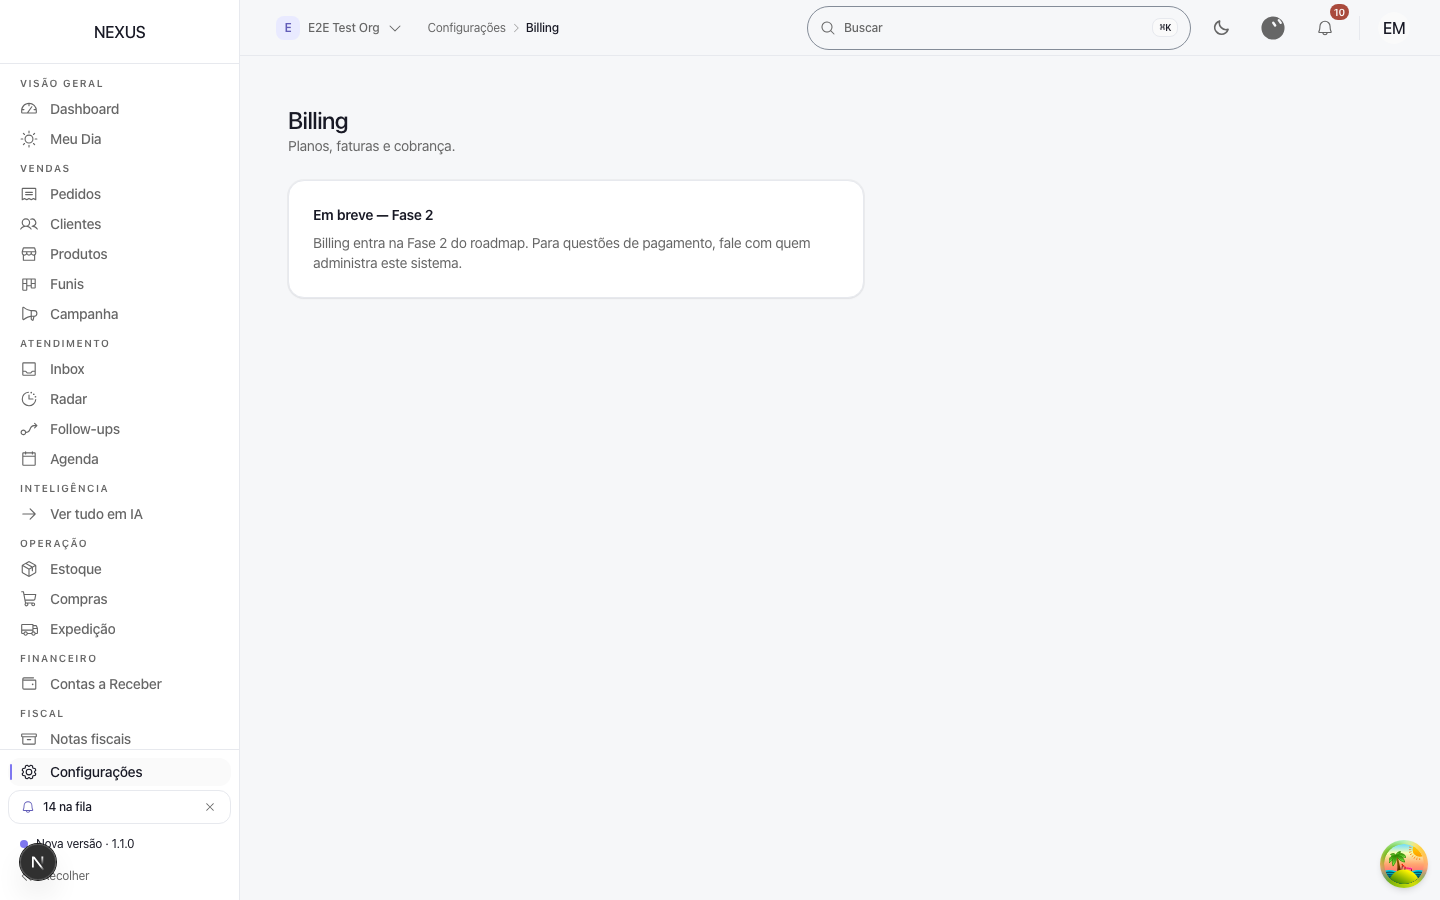 NEXUS
E
E2E Test Org
Configurações
Billing
Buscar
⌘K
10
EM
VISÃO GERAL
Dashboard
Meu Dia
VENDAS
Pedidos
Clientes
Produtos
Funis
Campanha
ATENDIMENTO
Inbox
Radar
Follow-ups
Agenda
INTELIGÊNCIA
Ver tudo em IA
OPERAÇÃO
Estoque
Compras
Expedição
FINANCEIRO
Contas a Receber
FISCAL
Notas fiscais
Configurações
14 na fila
Nova versão · 1.1.0
N
ecolher
Billing
Planos, faturas e cobrança.
Em breve — Fase 2
Billing entra na Fase 2 do roadmap. Para questões de pagamento, fale com quem
administra este sistema.